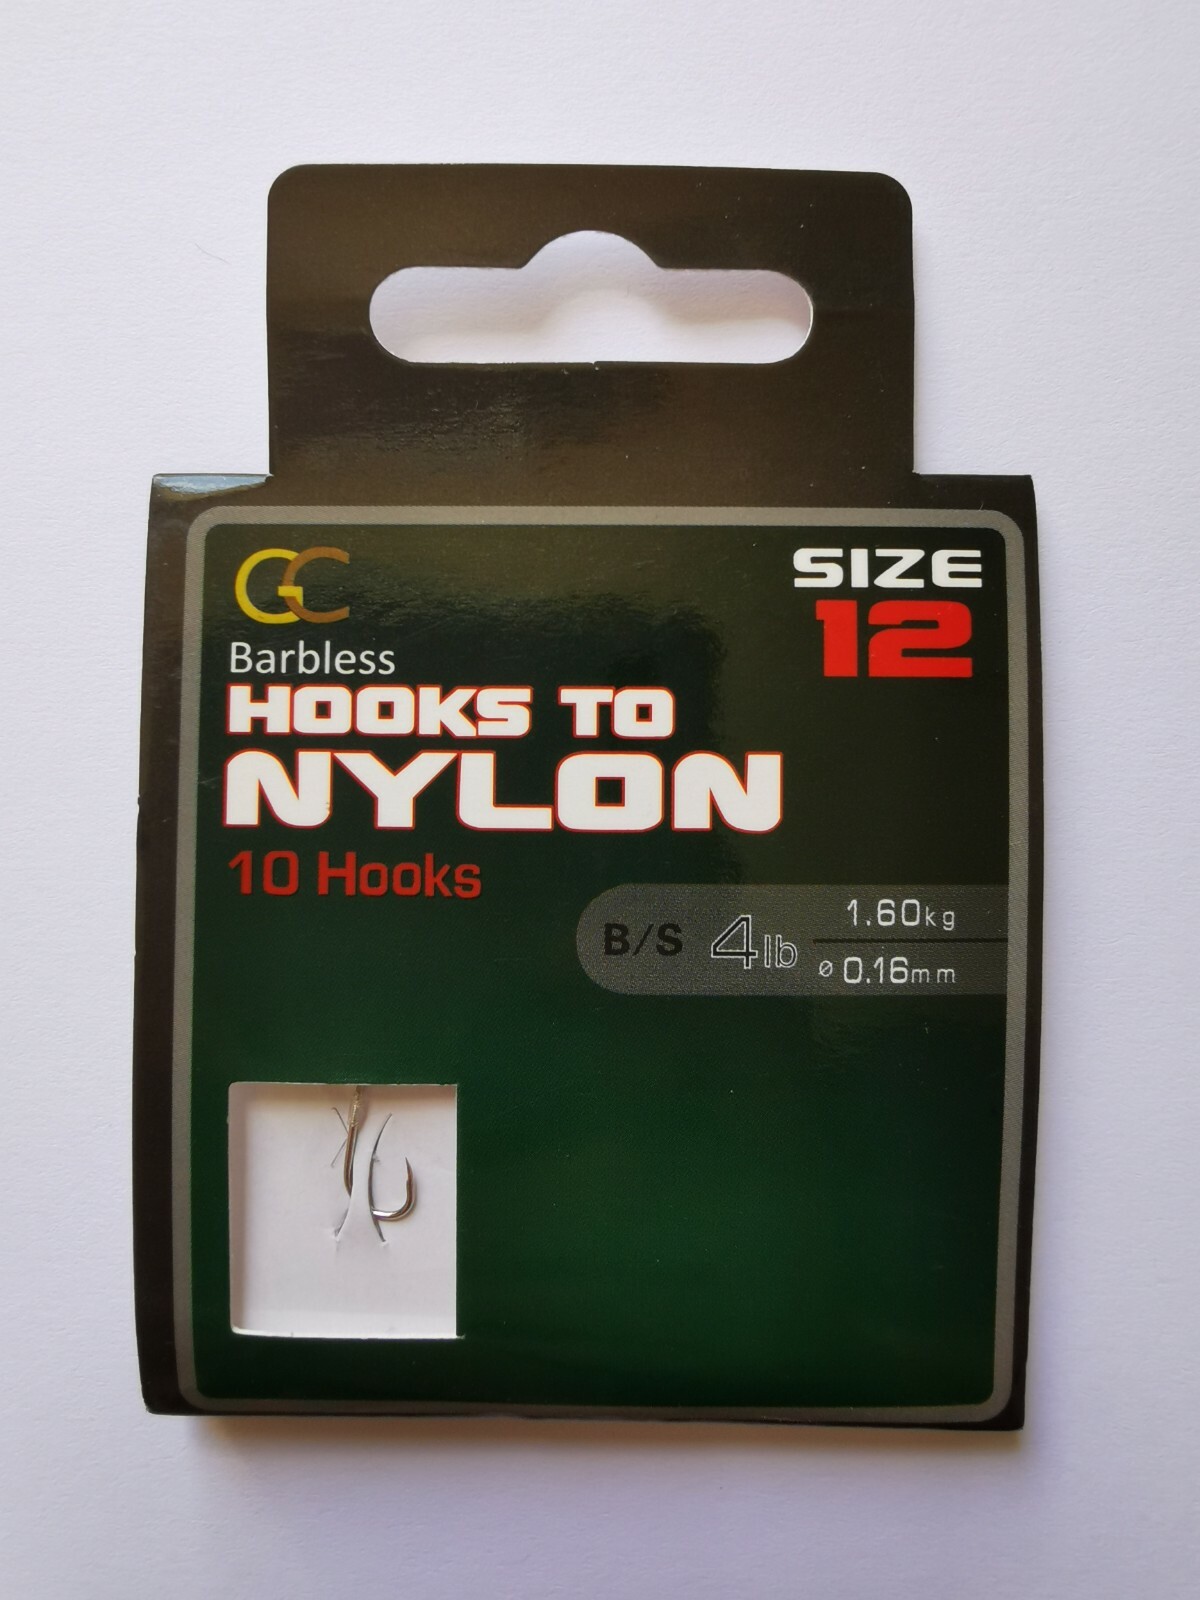 GC
SIZE
12
Barbless
HOOKS TO
NYLON
10 Hooks
B/S 4lb
1.60kg
ø 0.16mm